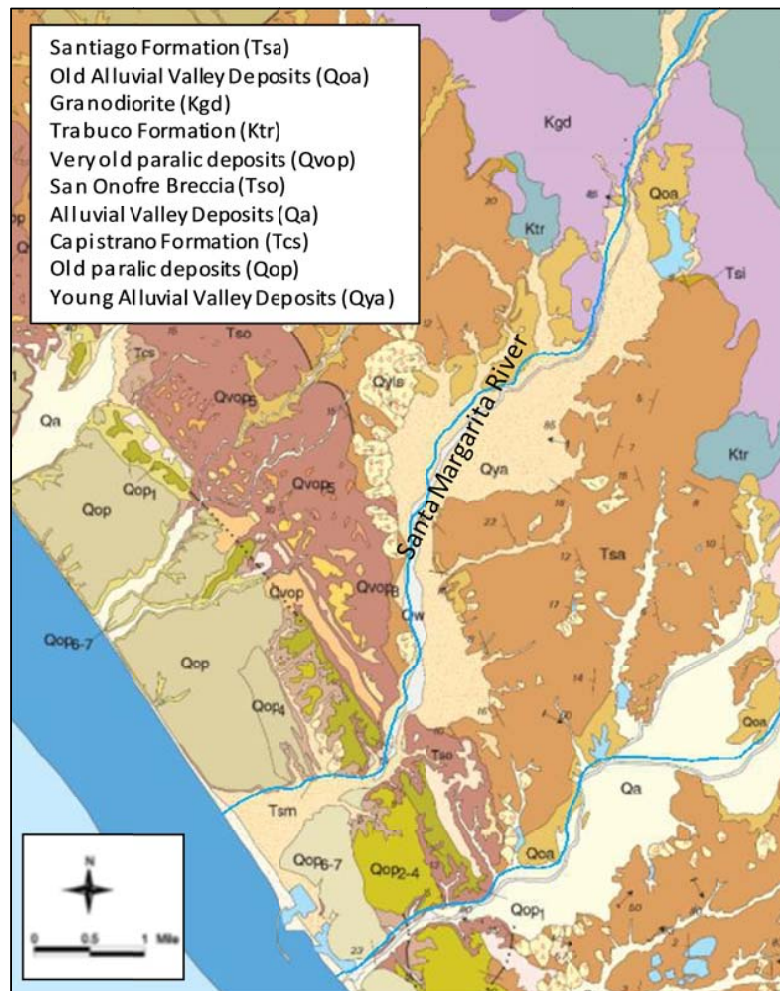 Santiago Formation (Tsa)
Old Alluvial Valley Deposits (Qoa)
Granodiorite (Kgd)
Trabuco Formation (Ktr)
Very old paralic deposits (Qvop)
San Onofre Breccia (Tso)
Alluvial Valley Deposits (Qa)
Capistrano Formation (Tcs)
Old paralic deposits (Qop)
Young Alluvial Valley Deposits (Qya)
Kgd
Qoa
Ktr
Tsi
Tso
Tcs
Qyls
Qvop5
Qa
Santa Margarita River
Qya
Ktr
Qop1
Qop
Qvop5
Tsa
Qvop
Qvop8
Qw
Qop6-7
Qop
Qop4
Tso
Qoa
Qa
Tsm
Qop6-7
Qop2-4
Qoa
Qop1
N
0 0.5 1 Mile
23